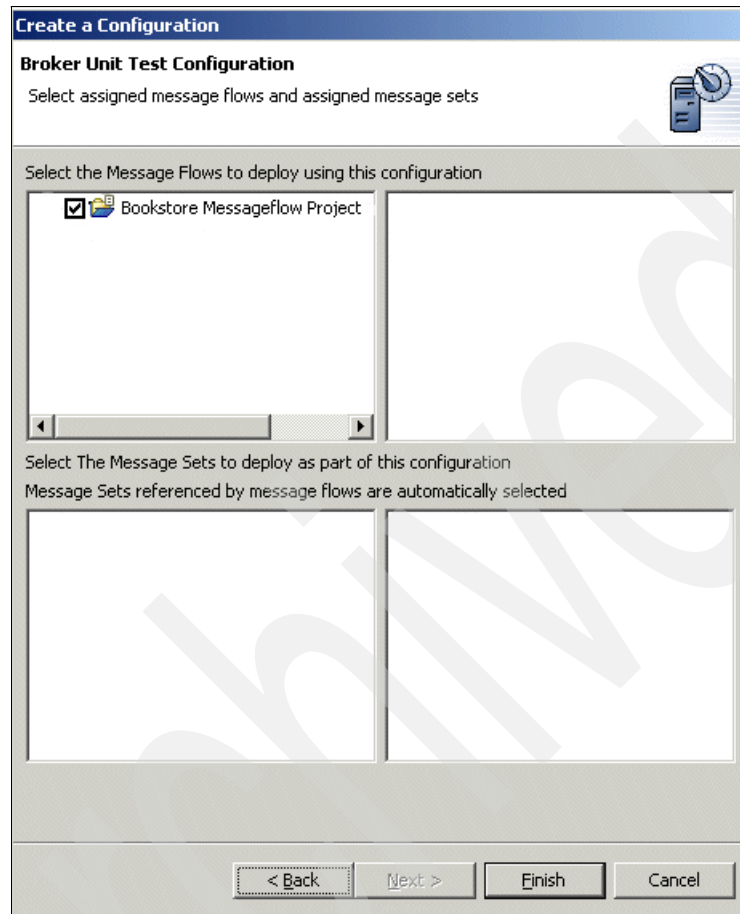 Create a Configuration
Broker Unit Test Configuration
Select assigned message flows and assigned message sets
Select the Message Flows to deploy using this configuration
Bookstore Messageflow Project
Select The Message Sets to deploy as part of this configuration
Message Sets referenced by message flows are automatically selected
< Back
Next >
Finish
Cancel